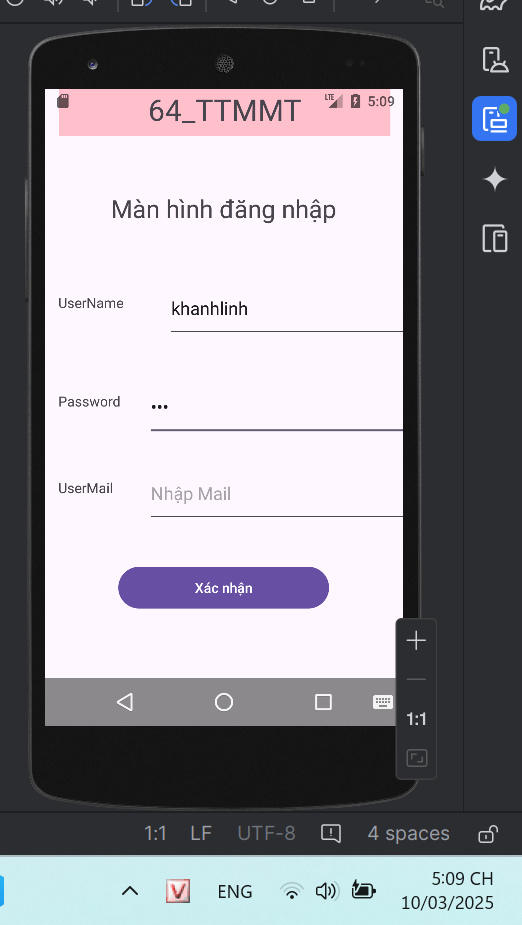 LTE 5:09
64_TTMMT
Màn hình đăng nhập
UserName
khanhlinh
Password
•••
UserMail
Nhập Mail
Xác nhận
1:1
1:1 LF UTF-8 4 spaces
V ENG 5:09 CH
10/03/2025